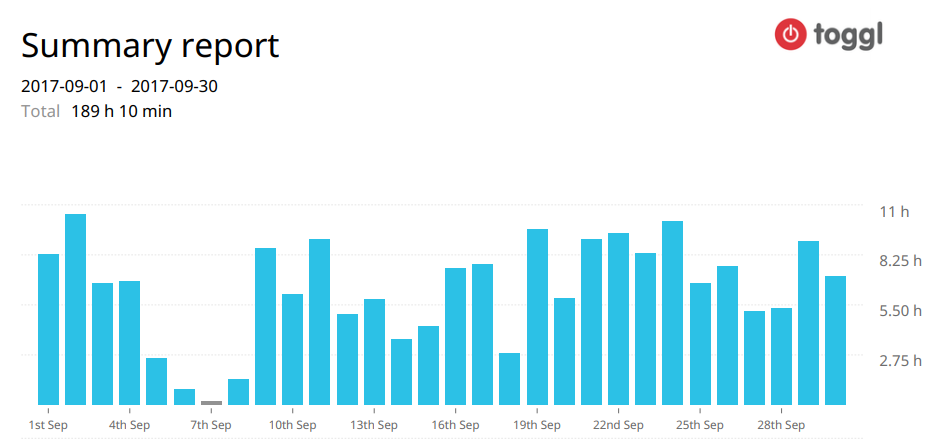 toggl
Summary report
2017-09-01 - 2017-09-30
Total 189 h 10 min
11 h
8.25 h
5.50 h
2.75 h
1st Sep 4th Sep 7th Sep 10th Sep 13th Sep 16th Sep 19th Sep 22nd Sep 25th Sep 28th Sep